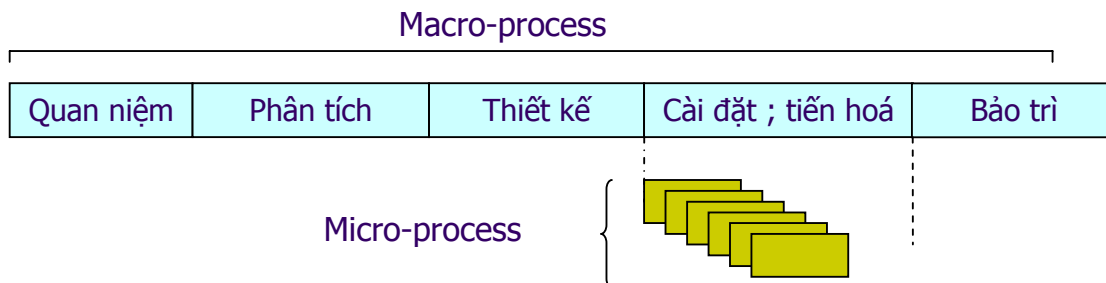 Macro-process
Quan niệm Phân tích Thiết kế Cài đặt ; tiến hoá Bảo trì
Micro-process